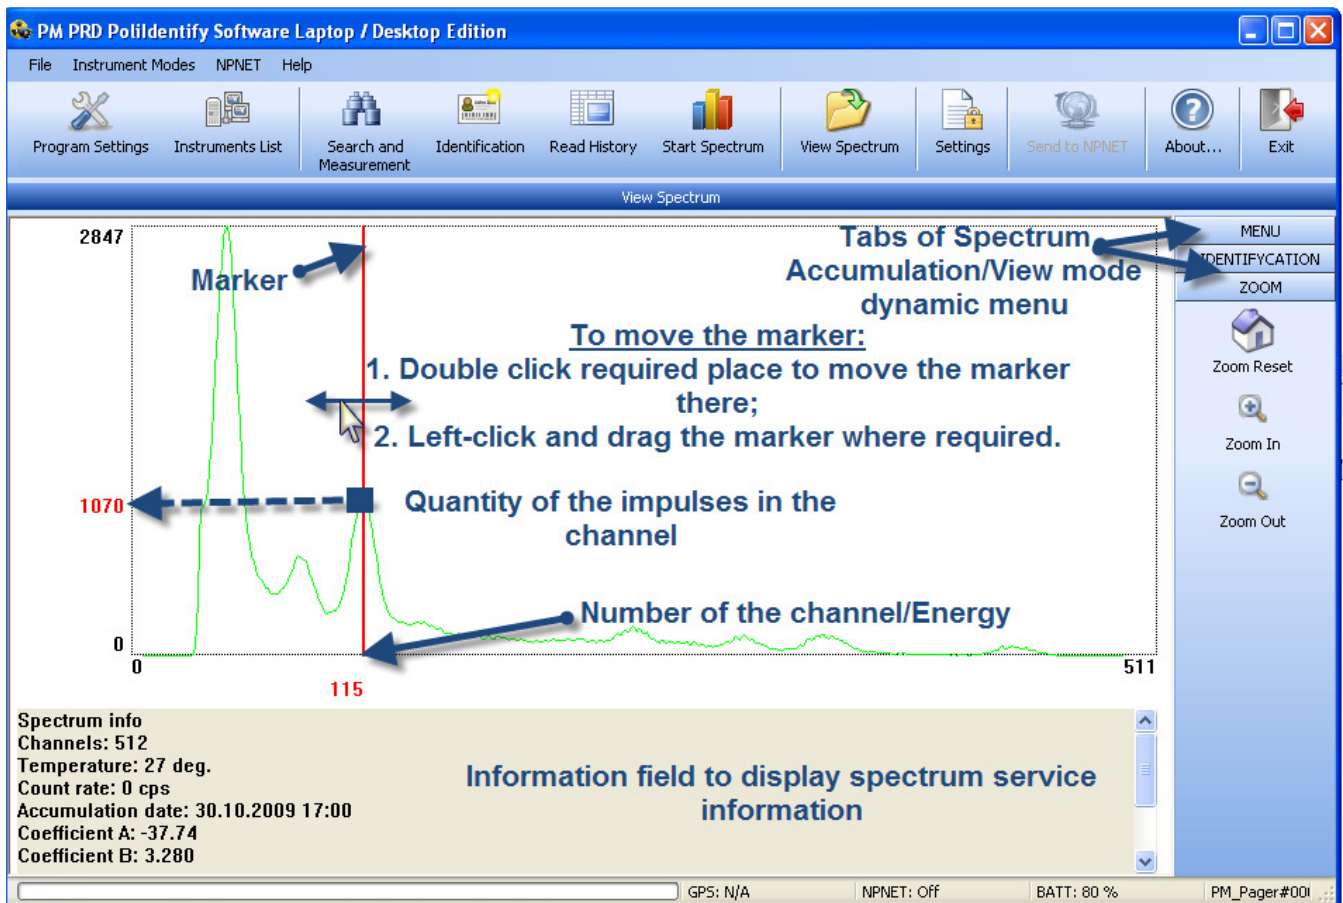 PM PRD PoliIdentify Software Laptop / Desktop Edition
File Instrument Modes NPNET Help
Program Settings Instruments List Search and Measurement Identification Read History Start Spectrum View Spectrum Settings Send to NPNET About... Exit
View Spectrum
2847
Marker
Tabs of Spectrum
Accumulation/View mode
dynamic menu
MENU
IDENTIFYCATION
ZOOM
Zoom Reset
Zoom In
Zoom Out
To move the marker:
1. Double click required place to move the marker
there;
2. Left-click and drag the marker where required.
1070
Quantity of the impulses in the
channel
Number of the channel/Energy
0
0
511
115
Spectrum info
Channels: 512
Temperature: 27 deg.
Count rate: 0 cps
Accumulation date: 30.10.2009 17:00
Coefficient A: -37.74
Coefficient B: 3.280
Information field to display spectrum service
information
GPS: N/A NPNET: Off BATT: 80 % PM_Pager#00